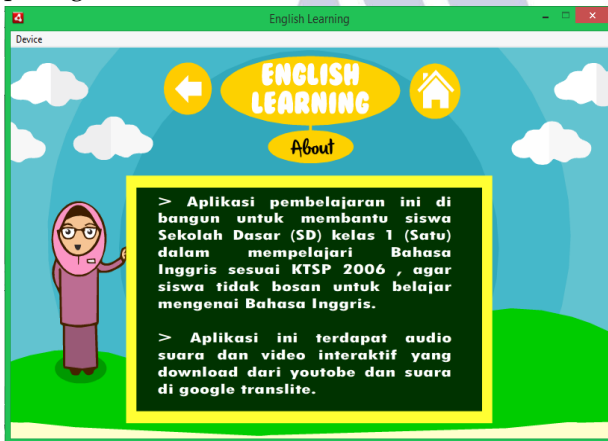 English Learning
Device
ENGLISH
LEARNING
About
> Aplikasi pembelajaran ini di
bangun untuk membantu siswa
Sekolah Dasar (SD) kelas 1 (Satu)
dalam mempelajari Bahasa
Inggris sesuai KTSP 2006 , agar
siswa tidak bosan untuk belajar
mengenai Bahasa Inggris.
> Aplikasi ini terdapat audio
suara dan video interaktif yang
download dari youtobe dan suara
di google translite.